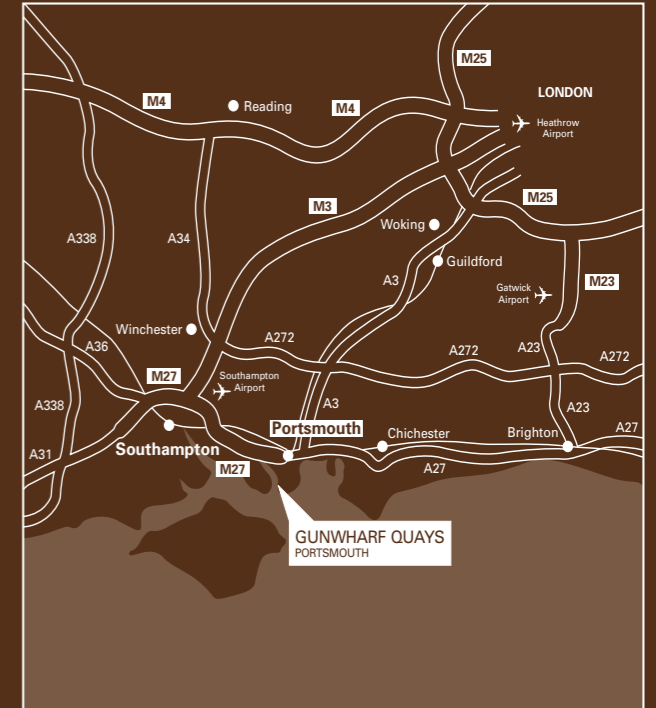 M25
LONDON
M4
Reading
M4
Heathrow
Airport
M3
M25
A338
A34
Woking
Guildford
A3
Gatwick
Airport
M23
Winchester
A272
A36
A23
A272
A272
M27
Southampton
Airport
A338
A3
A23
Portsmouth
Chichester
Brighton
A27
Southampton
A31
M27
A27
GUNWHARF QUAYS
PORTSMOUTH